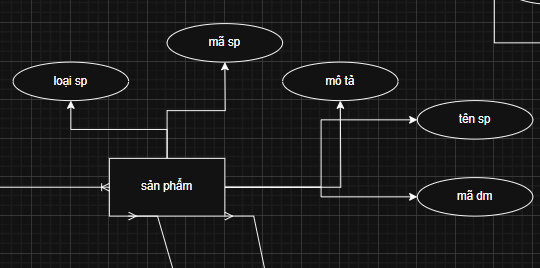 mã sp
loại sp
mô tả
tên sp
sản phẩm
mã dm